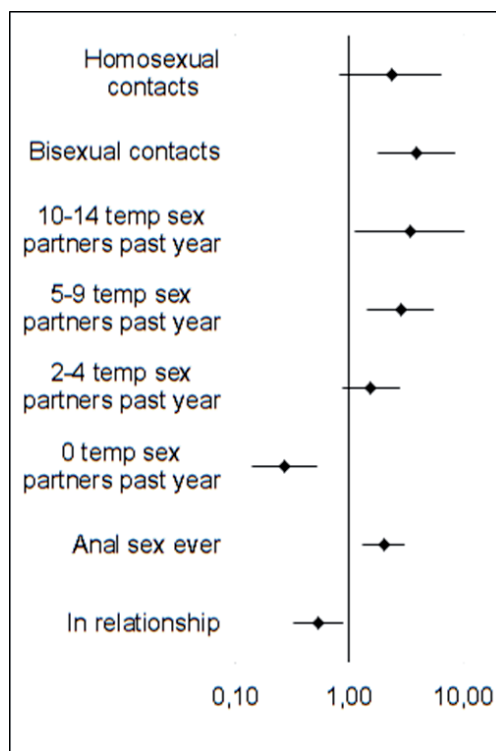 Homosexual
contacts
Bisexual contacts
10-14 temp sex
partners past year
5-9 temp sex
partners past year
2-4 temp sex
partners past year
0 temp sex
partners past year
Anal sex ever
In relationship
0,10 1,00 10,00